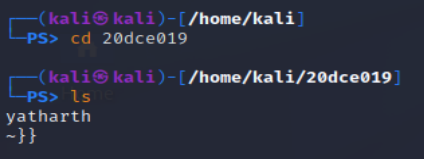 ┌──(kali㉿kali)-[/home/kali]
└─PS> cd 20dce019
┌──(kali㉿kali)-[/home/kali/20dce019]
└─PS> ls
yatharth
~}}